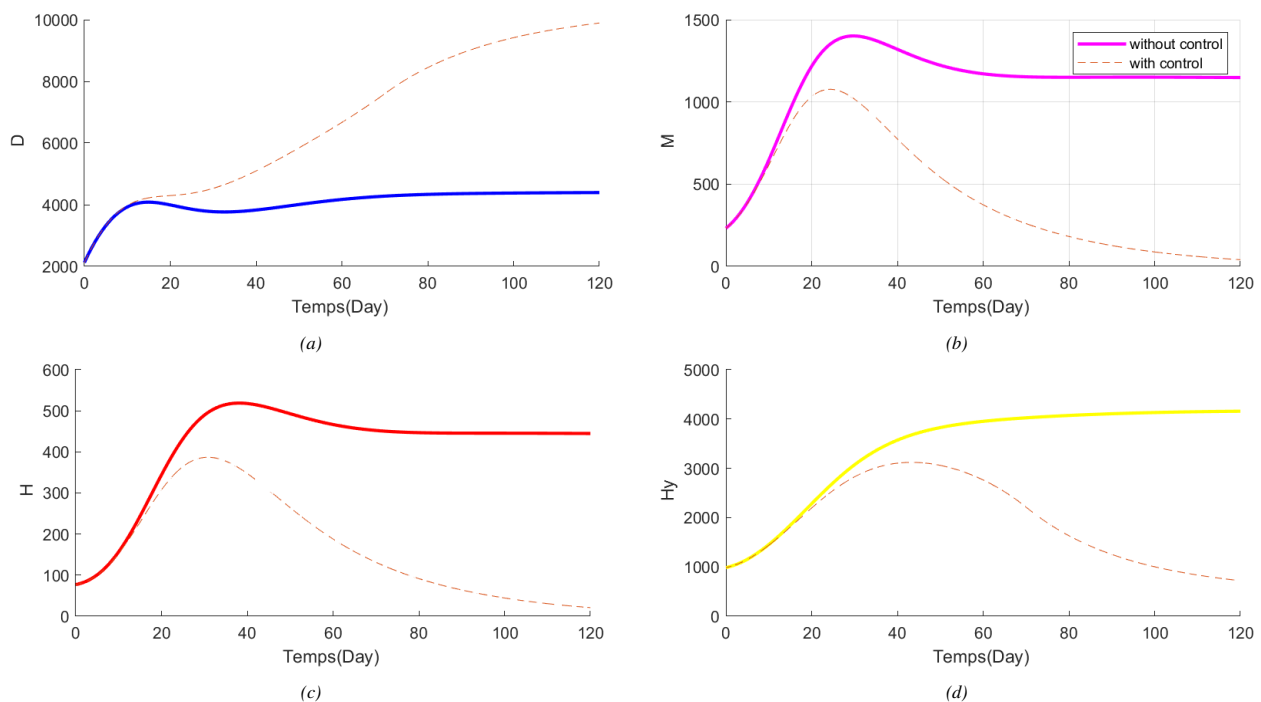 10000
8000
6000
4000
2000
D
0 20 40 60 80 100 120
Temps(Day)
(a)
1500
1000
500
0
M
without control
with control
0 20 40 60 80 100 120
Temps(Day)
(b)
600
500
400
300
200
100
0
H
0 20 40 60 80 100 120
Temps(Day)
(c)
5000
4000
3000
2000
1000
0
Hy
0 20 40 60 80 100 120
Temps(Day)
(d)